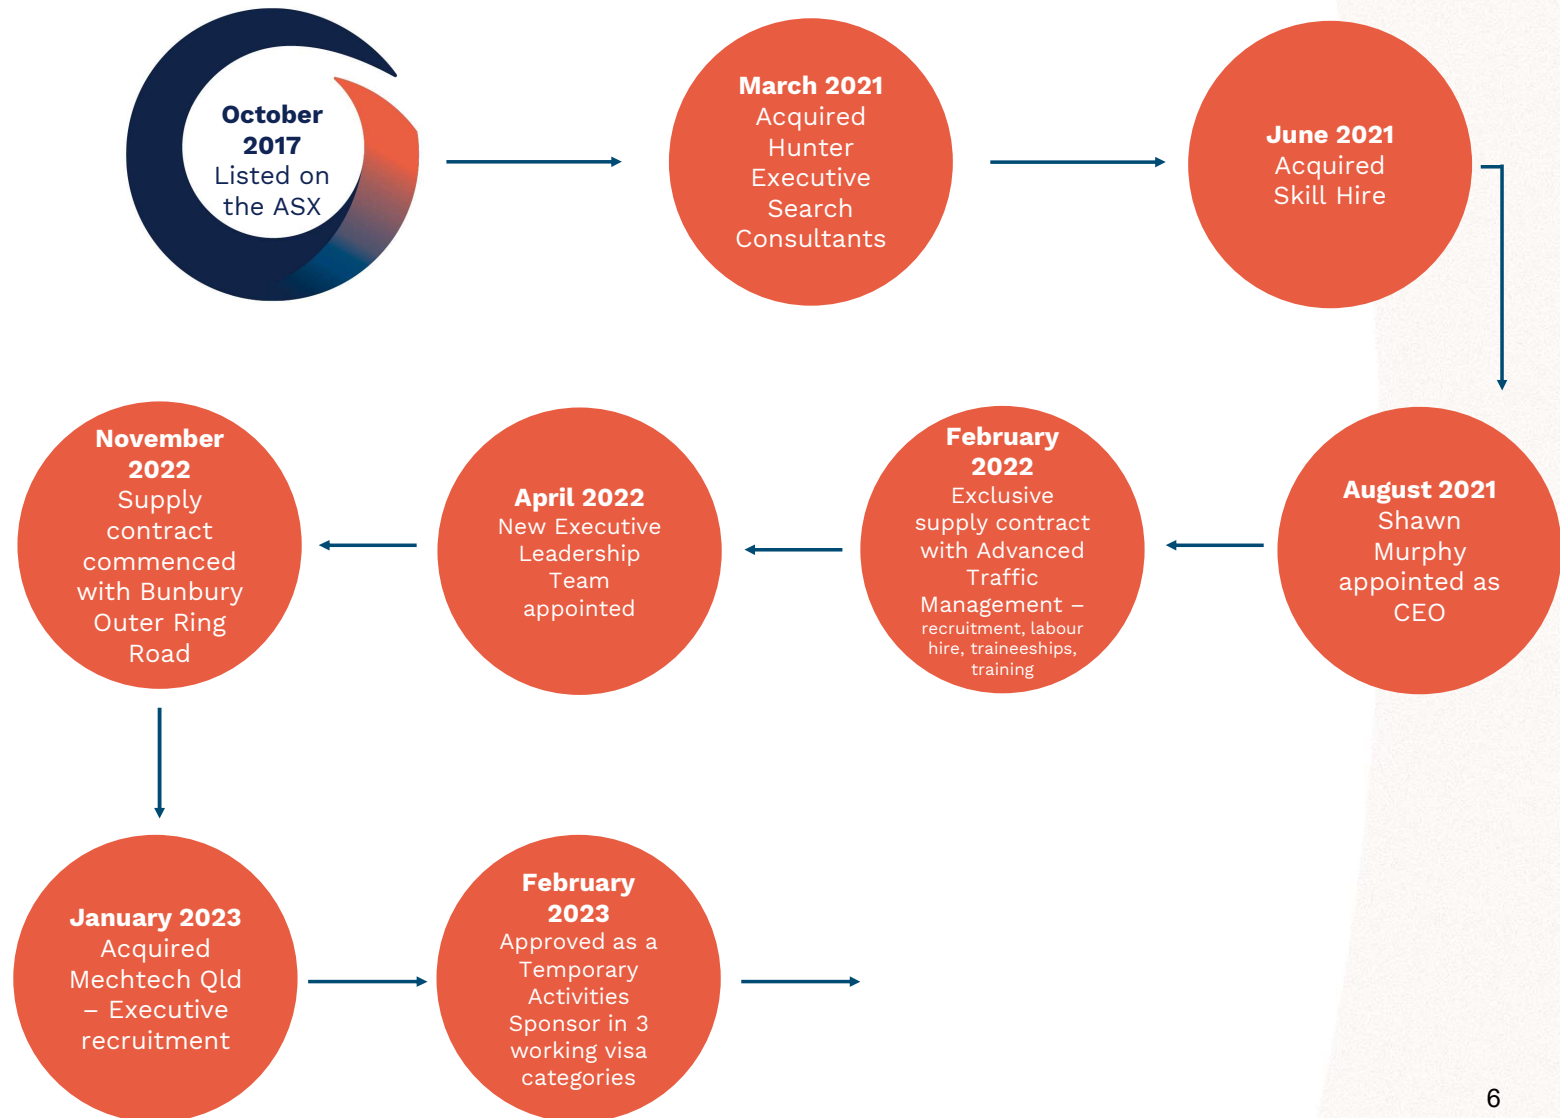 October
2017
Listed on
the ASX
March 2021
Acquired
Hunter
Executive
Search
Consultants
June 2021
Acquired
Skill Hire
August 2021
Shawn
Murphy
appointed as
CEO
February
2022
Exclusive
supply contract
with Advanced
Traffic
Management –
recruitment, labour
hire, traineeships,
training
April 2022
New Executive
Leadership
Team
appointed
November
2022
Supply
contract
commenced
with Bunbury
Outer Ring
Road
January 2023
Acquired
Mechtech Qld
– Executive
recruitment
February
2023
Approved as a
Temporary
Activities
Sponsor in 3
working visa
categories
6